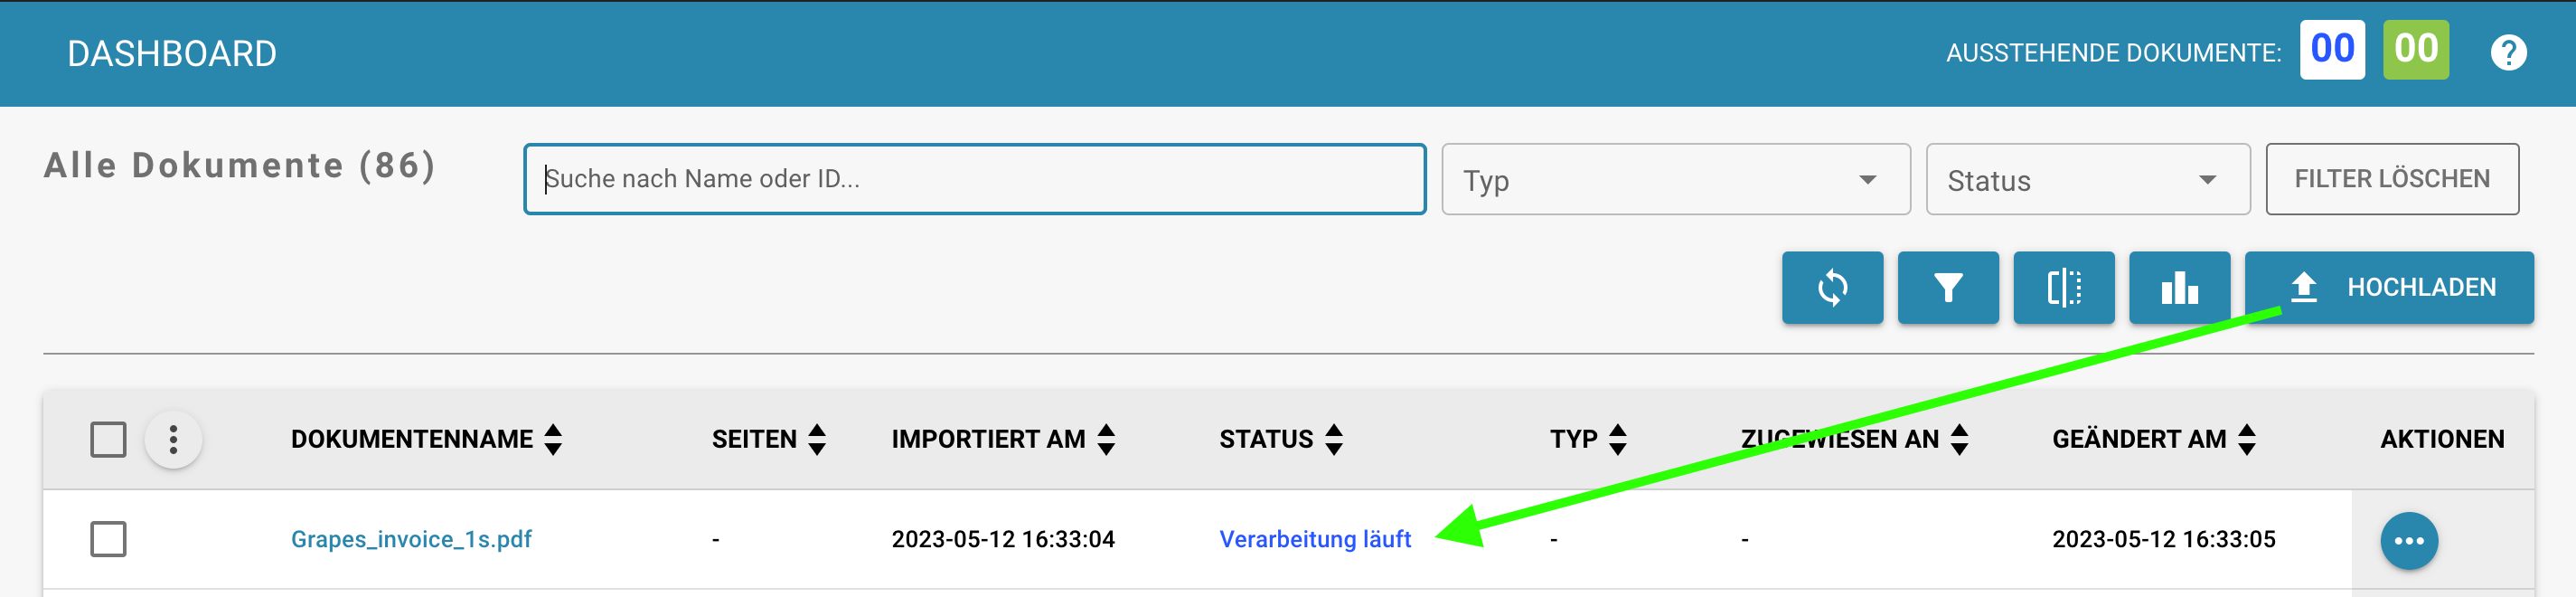 DASHBOARD
AUSSTEHENDE DOKUMENTE: 00 00 ?
Alle Dokumente (86)
Suche nach Name oder ID...
Typ
Status
FILTER LÖSCHEN
HOCHLADEN
DOKUMENTENNAME SEITEN IMPORTIERT AM STATUS TYP ZUGEWIESEN AN GEÄNDERT AM AKTIONEN
Grapes_invoice_1s.pdf - 2023-05-12 16:33:04 Verarbeitung läuft - - 2023-05-12 16:33:05